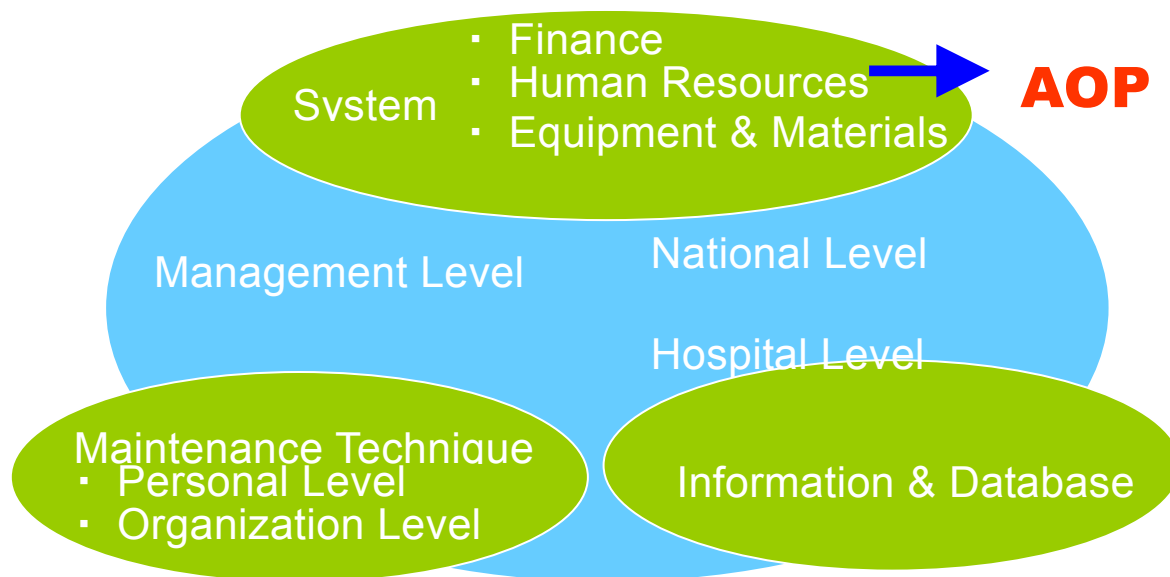 System
▪ Finance
▪ Human Resources
▪ Equipment & Materials
AOP
Management Level
National Level
Hospital Level
Maintenance Technique
▪ Personal Level
▪ Organization Level
Information & Database